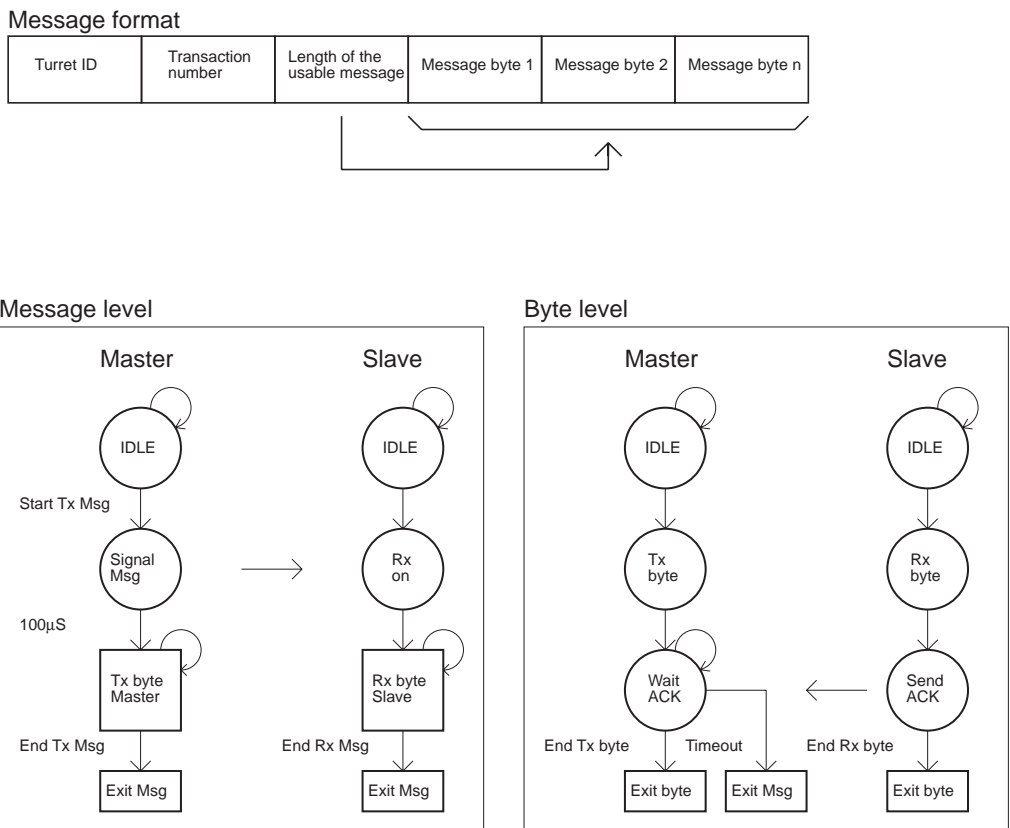 Message format
Turret ID
Transaction
number
Length of the
usable message
Message byte 1
Message byte 2
Message byte n
Message level
Master
Slave
IDLE
IDLE
Start Tx Msg
Signal
Msg
Rx
on
100μS
Tx byte
Master
Rx byte
Slave
End Tx Msg
End Rx Msg
Exit Msg
Exit Msg
Byte level
Master
Slave
IDLE
IDLE
Tx
byte
Rx
byte
Wait
ACK
Send
ACK
End Tx byte
Timeout
End Rx byte
Exit byte
Exit Msg
Exit byte